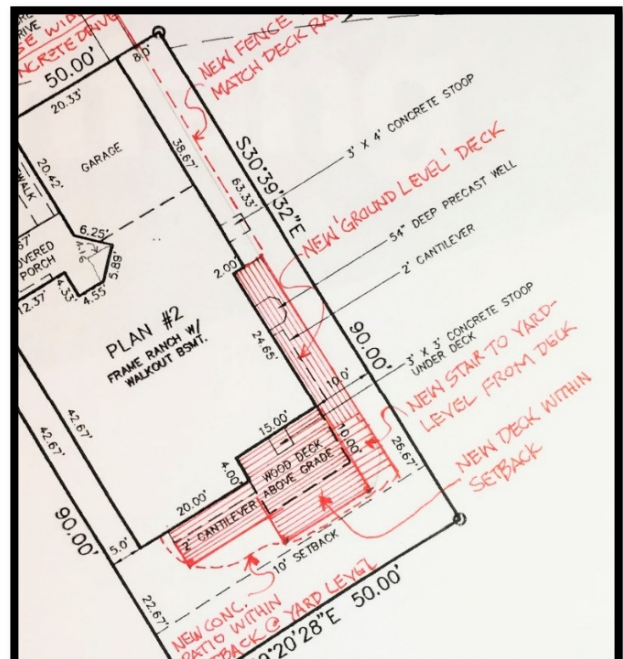 DRIVE
50.00'
8.0'
20.33'
NEW FENCE
MATCH DECK
GARAGE
38.67'
S30°39'32"E
3' X 4' CONCRETE STOOP
20.42'
63.33'
NEW 'GROUND LEVEL' DECK
54" DEEP PRECAST WELL
6.25'
4.16'
5.89'
COVERED
PORCH
2' CANTILEVER
4.33'
4.55'
12.37'
2.00'
PLAN #2
FRAME RANCH W/
WALKOUT BSMT.
24.65'
90.00'
3' X 3' CONCRETE STOOP
UNDER DECK
10.0'
NEW STAIR TO YARD-
LEVEL FROM DECK
15.00'
42.67'
42.67'
WOOD DECK
ABOVE GRADE
10.00'
4.00'
26.67'
NEW DECK WITHIN
SETBACK
20.00'
2' CANTILEVER
90.00'
5.0'
10' SETBACK
22.67'
NEW CONC.
PATIO WITHIN
SETBACK @ YARD LEVEL
20'28"E 50.00'